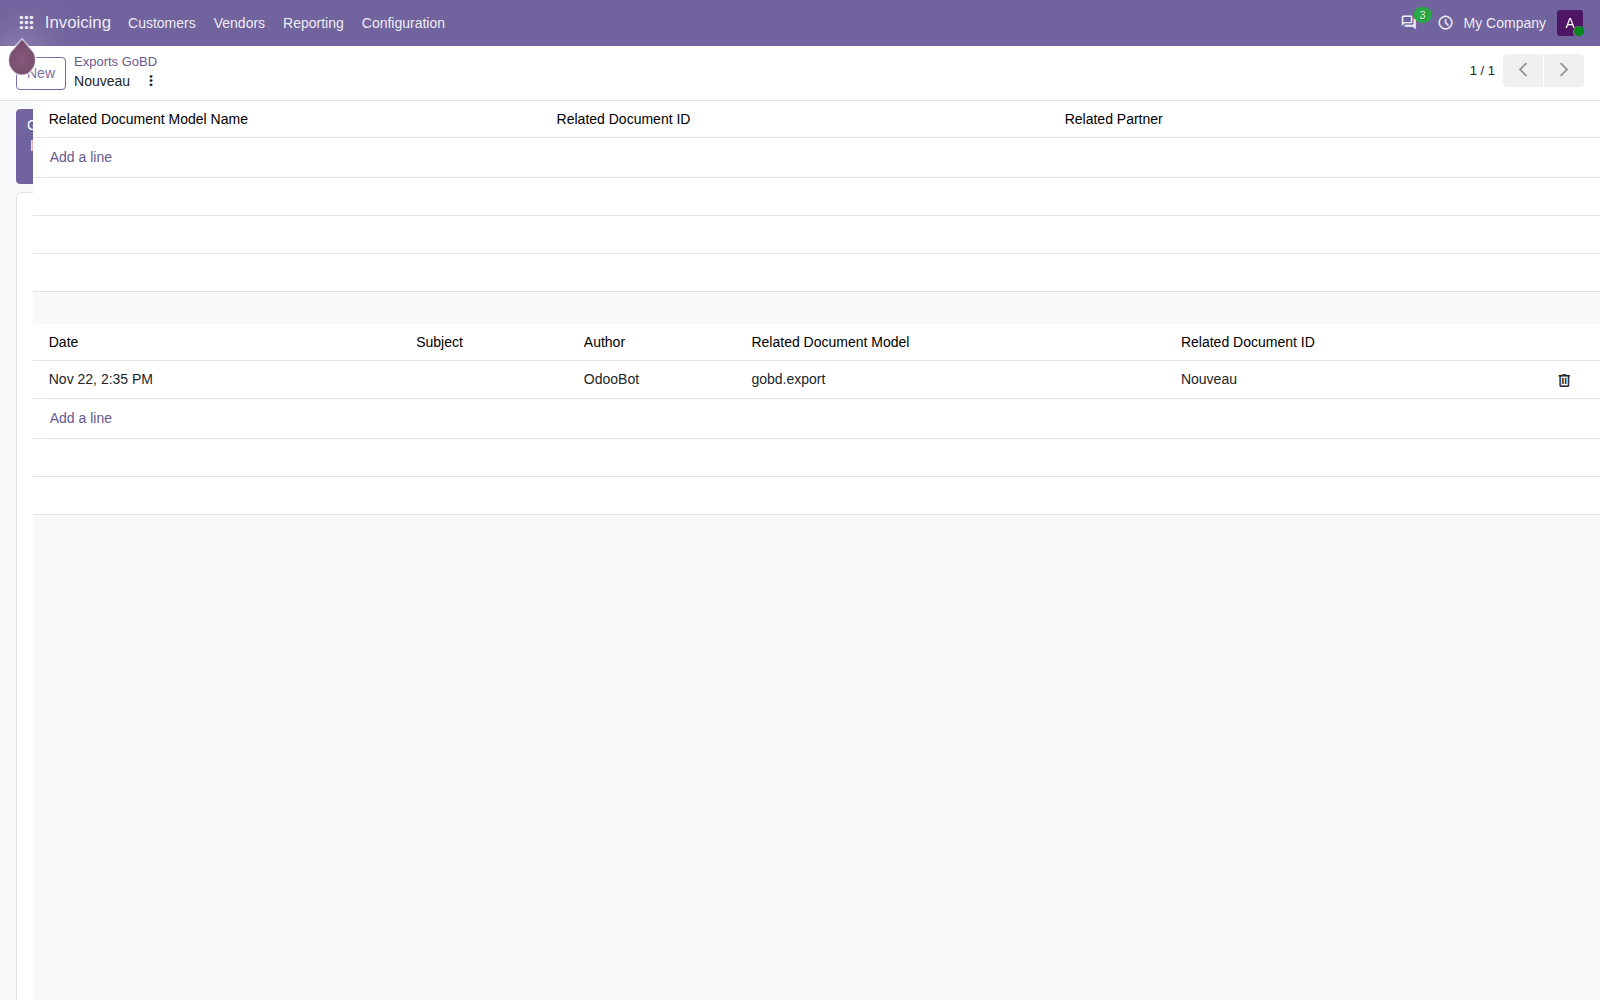 Invoicing Customers Vendors Reporting Configuration 3 My Company A
New Exports GoBD
Nouveau 1 / 1
Related Document Model Name Related Document ID Related Partner
Add a line
Date Subject Author Related Document Model Related Document ID
Nov 22, 2:35 PM OdooBot gobd.export Nouveau
Add a line